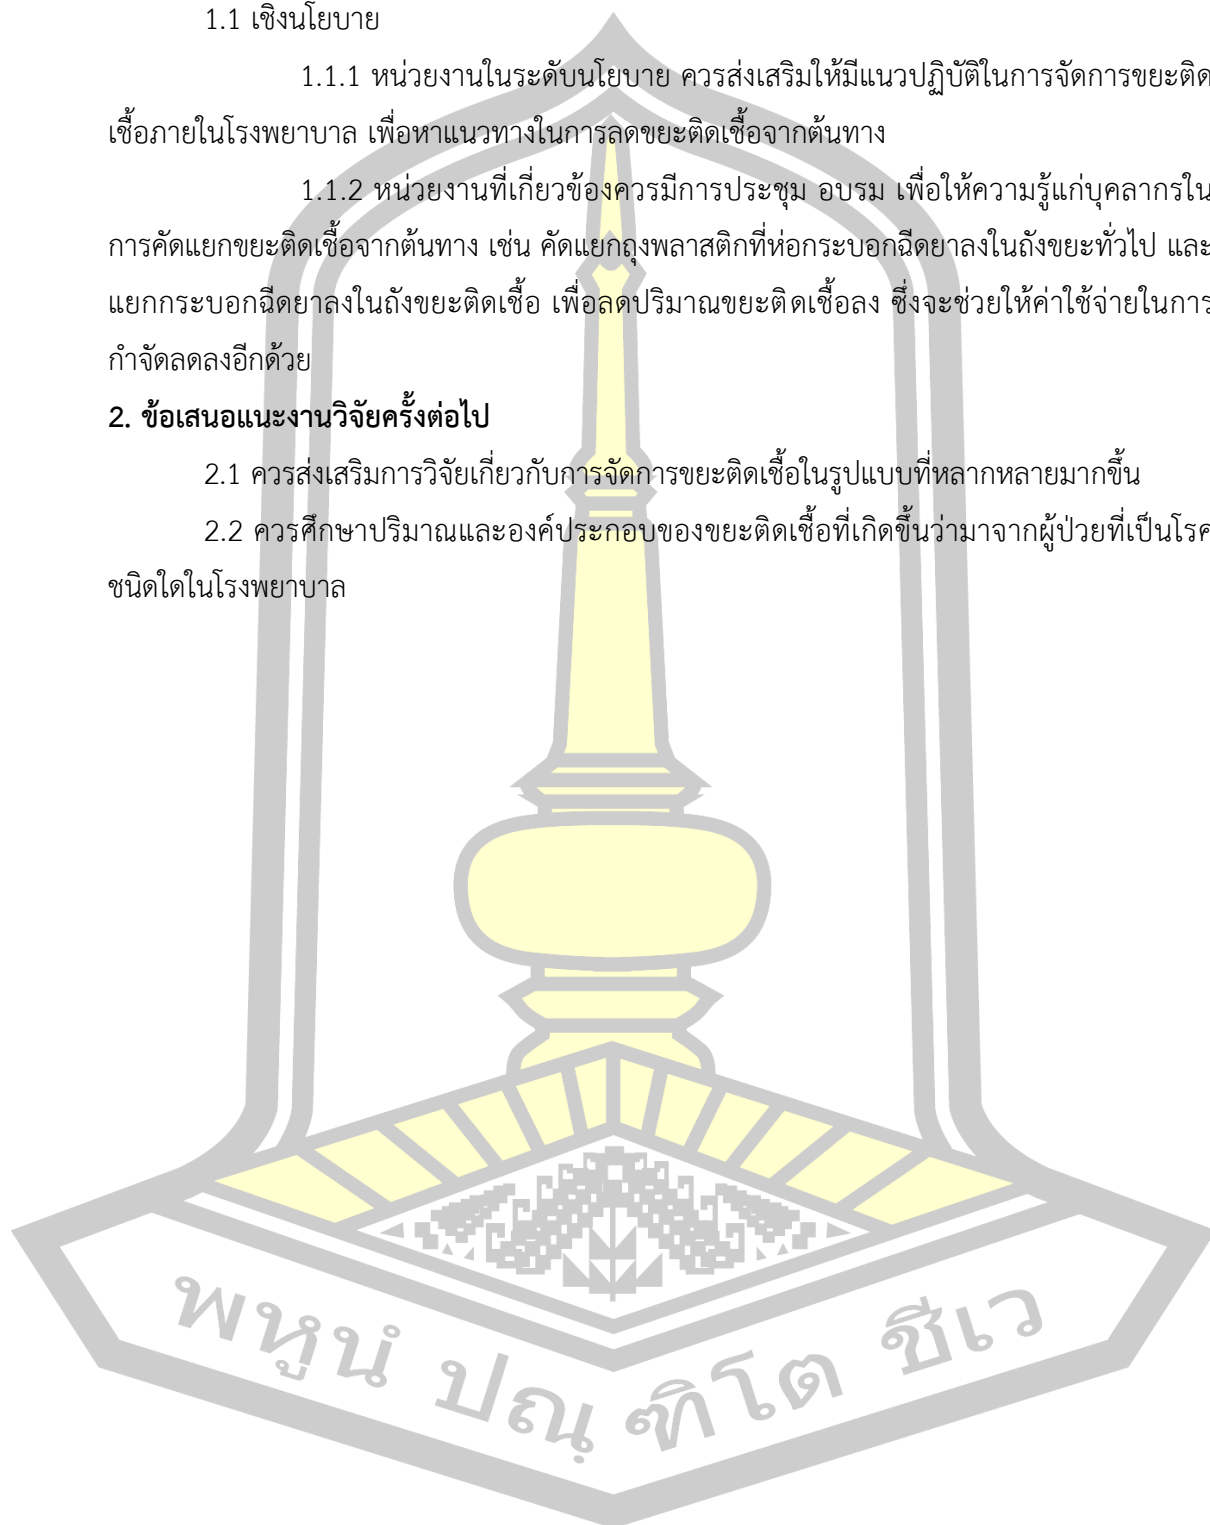 1.1 เชิงนโยบาย
1.1.1 หน่วยงานในระดับนโยบาย ควรส่งเสริมให้มีแนวปฏิบัติในการจัดการขยะติด
เชื้อภายในโรงพยาบาล เพื่อหาแนวทางในการลดขยะติดเชื้อจากต้นทาง
1.1.2 หน่วยงานที่เกี่ยวข้องควรมีการประชุม อบรม เพื่อให้ความรู้แก่บุคลากรใน
การคัดแยกขยะติดเชื้อจากต้นทาง เช่น คัดแยกถุงพลาสติกที่ห่อกระบอกฉีดยาลงในถังขยะทั่วไป และ
แยกกระบอกฉีดยาลงในถังขยะติดเชื้อ เพื่อลดปริมาณขยะติดเชื้อลง ซึ่งจะช่วยให้ค่าใช้จ่ายในการ
กำจัดลดลงอีกด้วย
2. ข้อเสนอแนะงานวิจัยครั้งต่อไป
2.1 ควรส่งเสริมการวิจัยเกี่ยวกับการจัดการขยะติดเชื้อในรูปแบบที่หลากหลายมากขึ้น
2.2 ควรศึกษาปริมาณและองค์ประกอบของขยะติดเชื้อที่เกิดขึ้นว่ามาจากผู้ป่วยที่เป็นโรค
ชนิดใดในโรงพยาบาล
พหูนํ ปณฺฑิโต ชีเว